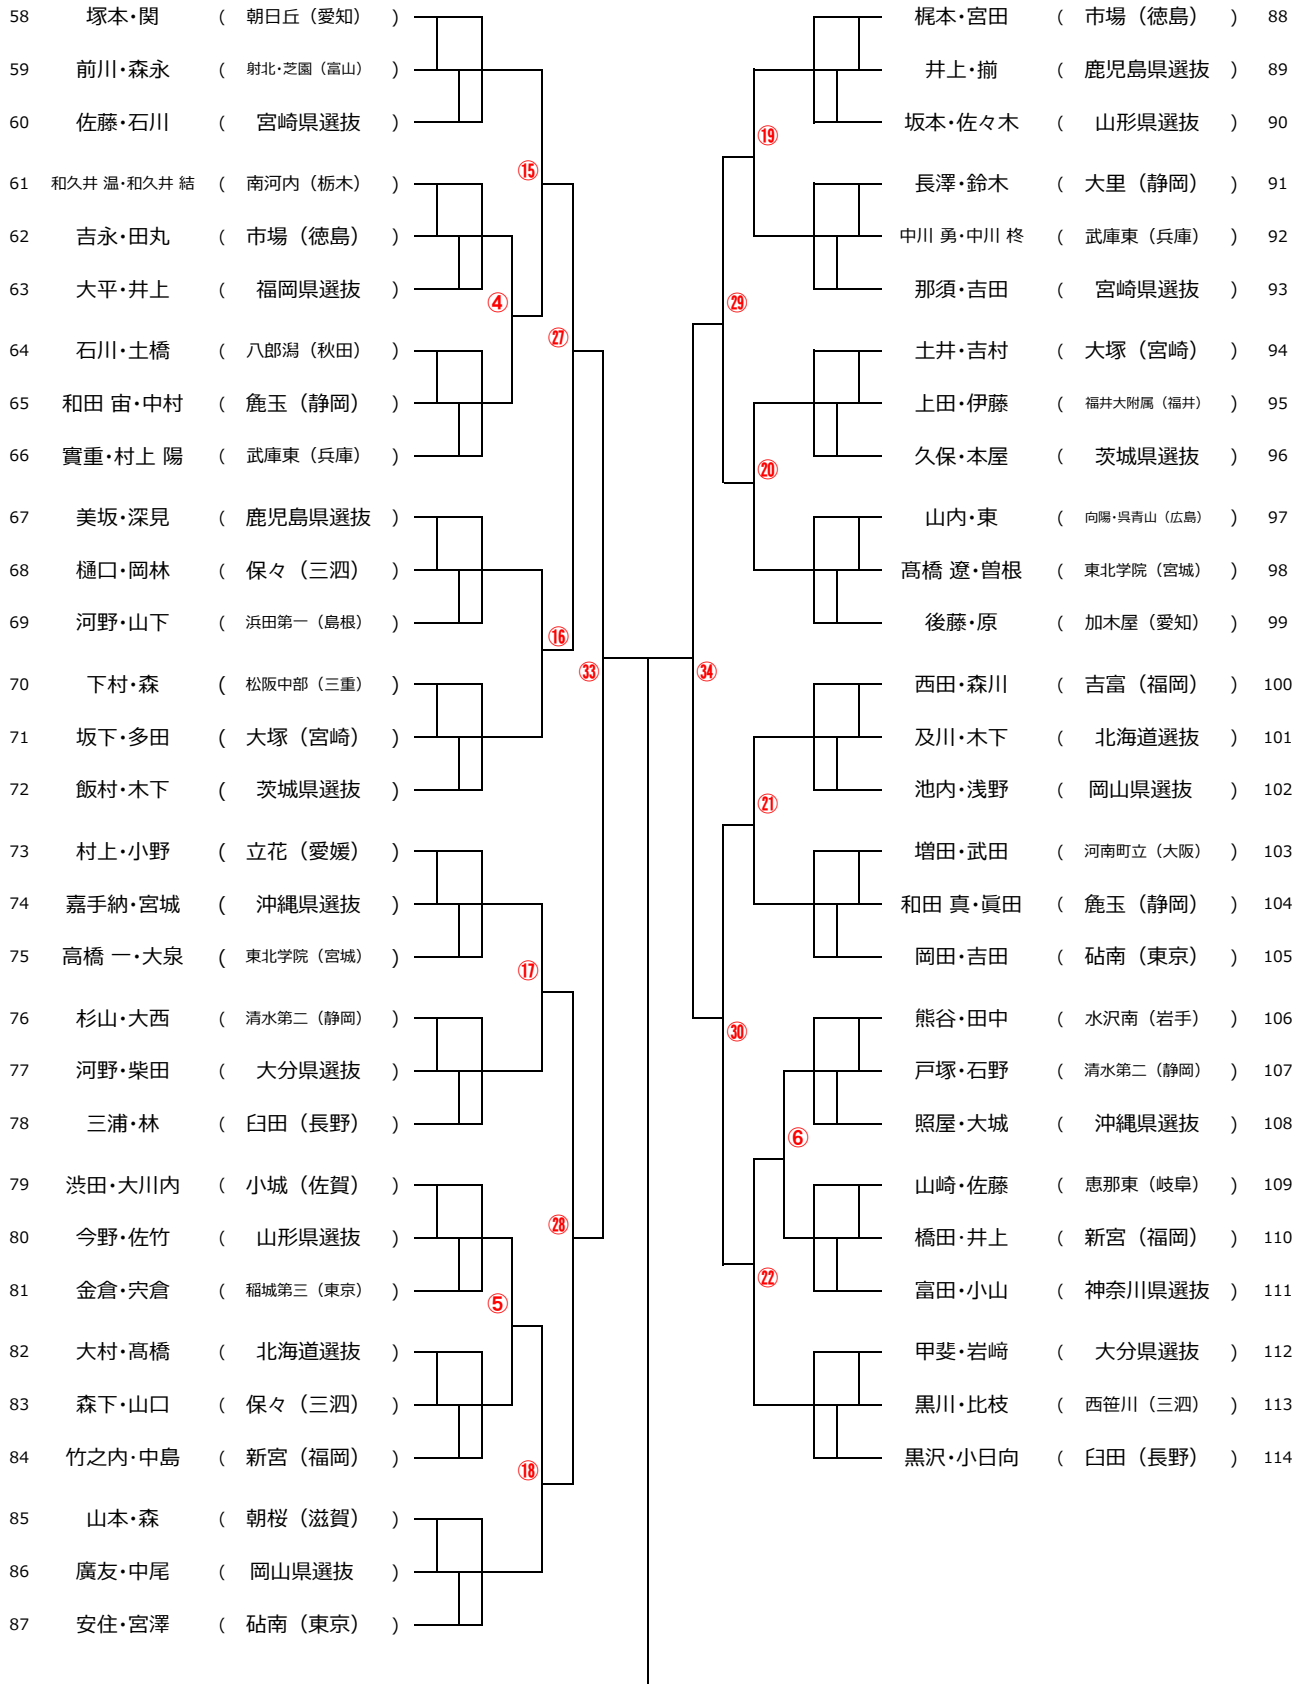 58 塚本・関 ( 朝日丘（愛知） )
59 前川・森永 ( 射北・芝園（富山） )
60 佐藤・石川 ( 宮崎県選抜 )
⑮
61 和久井 温・和久井 結 ( 南河内（栃木） )
62 吉永・田丸 ( 市場（徳島） )
63 大平・井上 ( 福岡県選抜 )
④
㉗
64 石川・土橋 ( 八郎潟（秋田） )
65 和田 宙・中村 ( 麁玉（静岡） )
66 實重・村上 陽 ( 武庫東（兵庫） )
67 美坂・深見 ( 鹿児島県選抜 )
68 樋口・岡林 ( 保々（三泗） )
69 河野・山下 ( 浜田第一（島根） )
⑯
㉝
70 下村・森 ( 松阪中部（三重） )
71 坂下・多田 ( 大塚（宮崎） )
72 飯村・木下 ( 茨城県選抜 )
73 村上・小野 ( 立花（愛媛） )
74 嘉手納・宮城 ( 沖縄県選抜 )
75 高橋 一・大泉 ( 東北学院（宮城） )
⑰
76 杉山・大西 ( 清水第二（静岡） )
77 河野・柴田 ( 大分県選抜 )
78 三浦・林 ( 臼田（長野） )
79 渋田・大川内 ( 小城（佐賀） )
㉘
80 今野・佐竹 ( 山形県選抜 )
81 金倉・宍倉 ( 稲城第三（東京） )
⑤
82 大村・髙橋 ( 北海道選抜 )
83 森下・山口 ( 保々（三泗） )
84 竹之内・中島 ( 新宮（福岡） )
⑱
85 山本・森 ( 朝桜（滋賀） )
86 廣友・中尾 ( 岡山県選抜 )
87 安住・宮澤 ( 砧南（東京） )
梶本・宮田 ( 市場（徳島） ) 88
井上・揃 ( 鹿児島県選抜 ) 89
坂本・佐々木 ( 山形県選抜 ) 90
⑲
長澤・鈴木 ( 大里（静岡） ) 91
中川 勇・中川 柊 ( 武庫東（兵庫） ) 92
那須・吉田 ( 宮崎県選抜 ) 93
㉙
土井・吉村 ( 大塚（宮崎） ) 94
上田・伊藤 ( 福井大附属（福井） ) 95
久保・本屋 ( 茨城県選抜 ) 96
⑳
山内・東 ( 向陽・呉青山（広島） ) 97
髙橋 遼・曽根 ( 東北学院（宮城） ) 98
後藤・原 ( 加木屋（愛知） ) 99
㉞
西田・森川 ( 吉富（福岡） ) 100
及川・木下 ( 北海道選抜 ) 101
池内・浅野 ( 岡山県選抜 ) 102
㉑
増田・武田 ( 河南町立（大阪） ) 103
和田 真・眞田 ( 麁玉（静岡） ) 104
岡田・吉田 ( 砧南（東京） ) 105
熊谷・田中 ( 水沢南（岩手） ) 106
㉚
戸塚・石野 ( 清水第二（静岡） ) 107
照屋・大城 ( 沖縄県選抜 ) 108
⑥
山崎・佐藤 ( 恵那東（岐阜） ) 109
橋田・井上 ( 新宮（福岡） ) 110
㉒
富田・小山 ( 神奈川県選抜 ) 111
甲斐・岩﨑 ( 大分県選抜 ) 112
黒川・比枝 ( 西笹川（三泗） ) 113
黒沢・小日向 ( 臼田（長野） ) 114